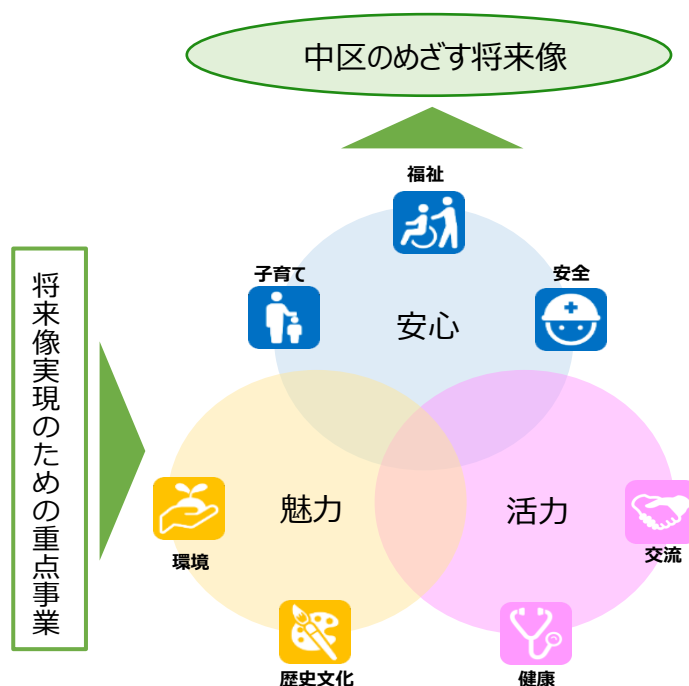 中区のめざす将来像
福祉
子育て
安全
安心
将来像実現のための重点事業
魅力
活力
環境
交流
歴史文化
健康